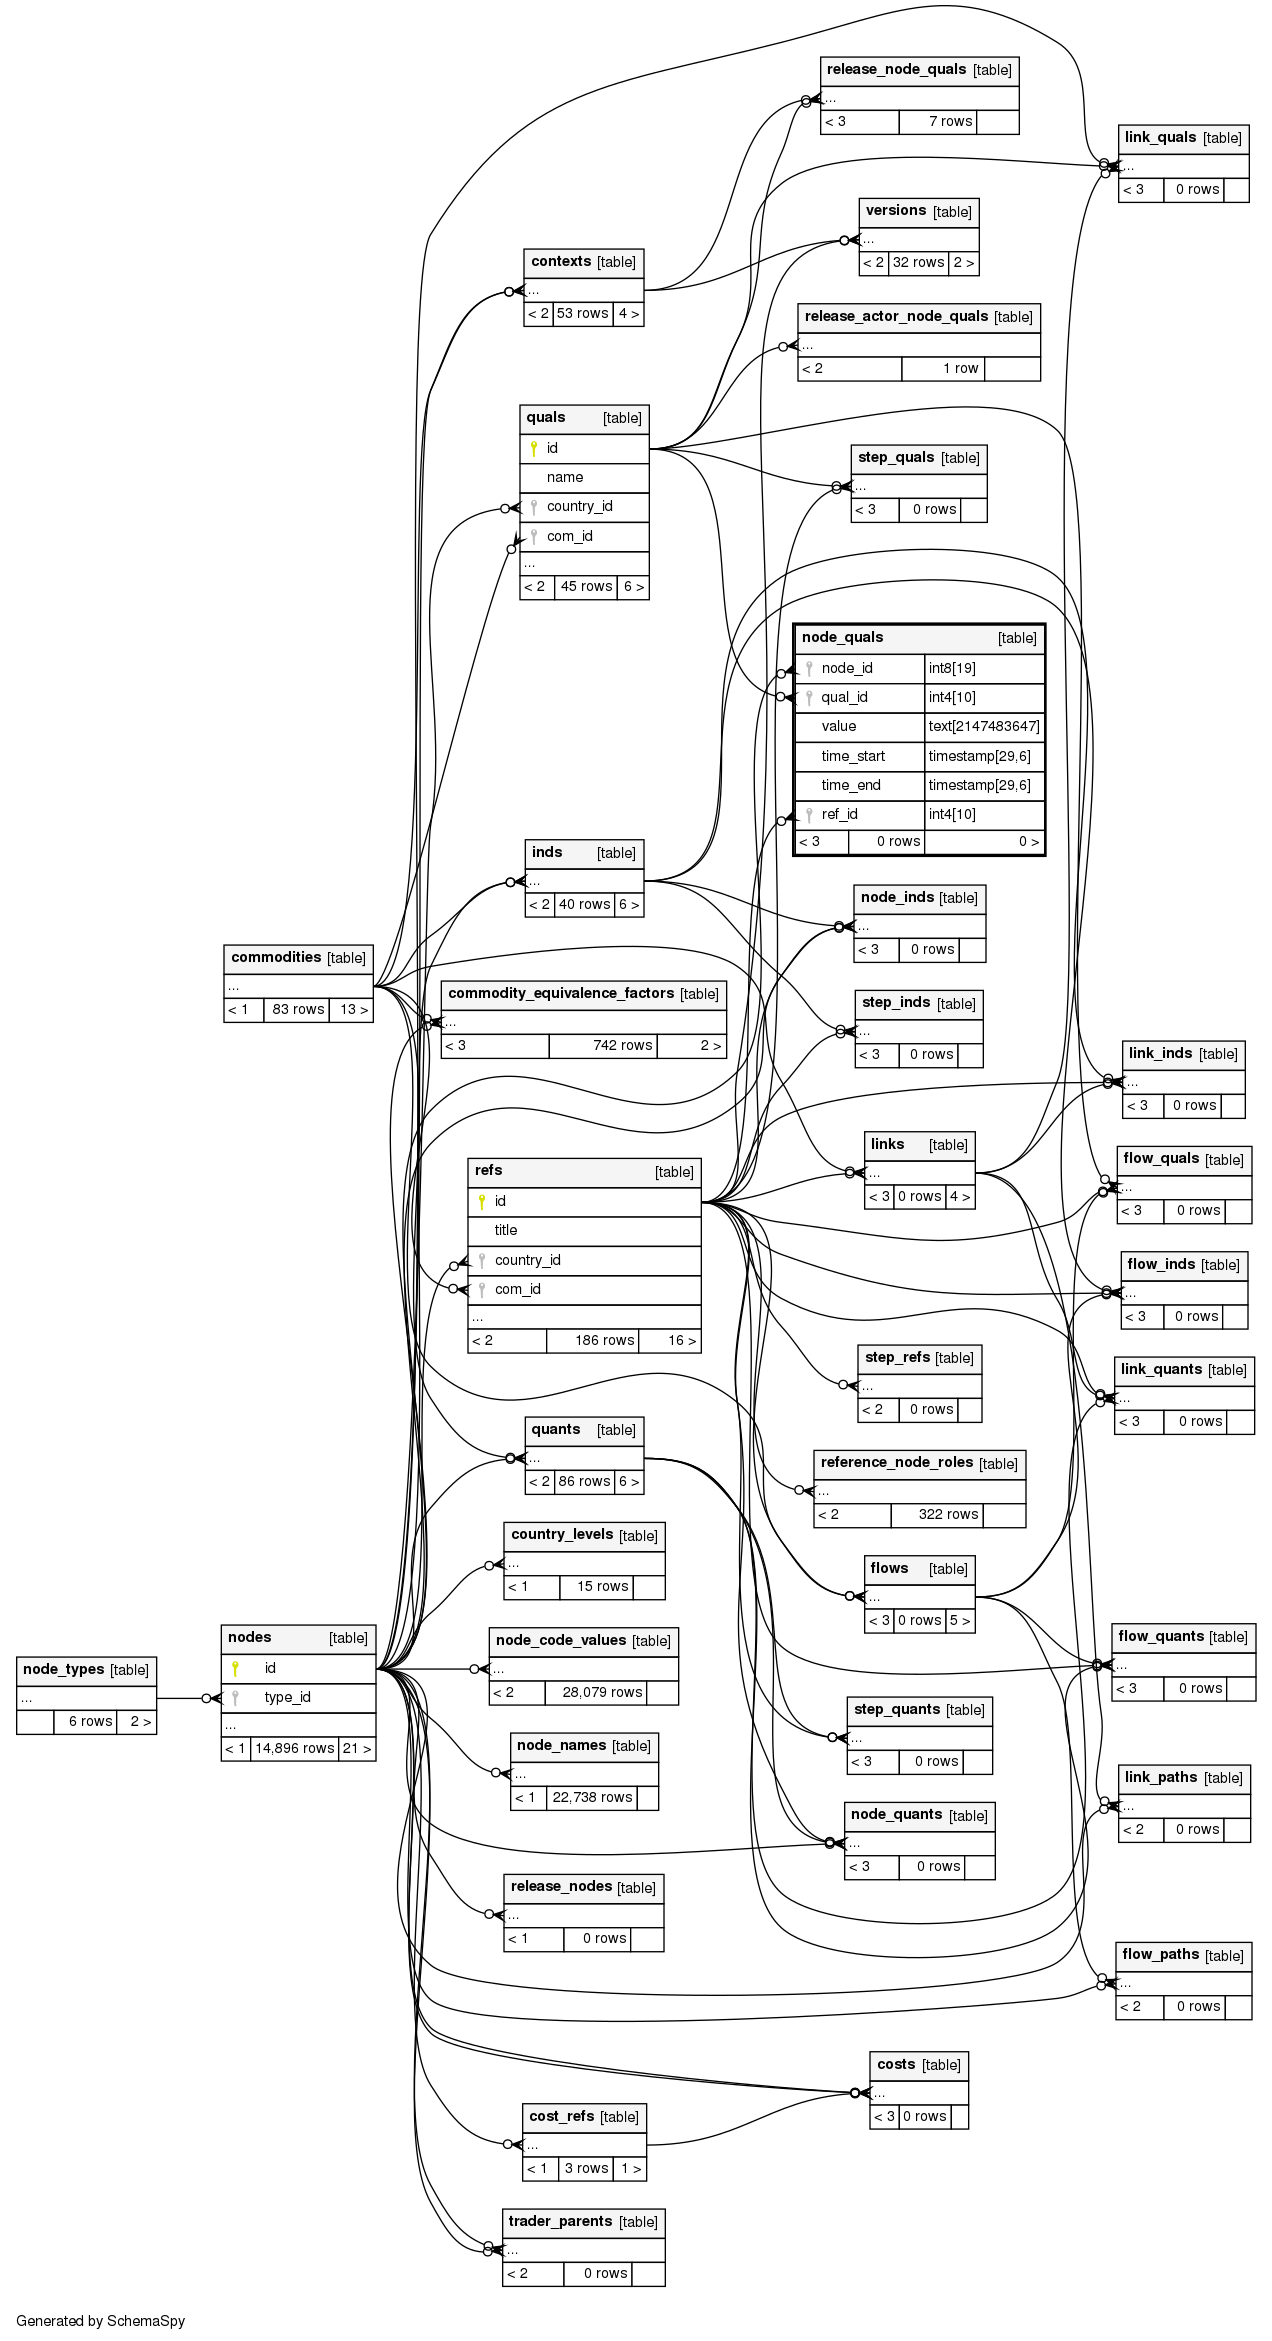 release_node_quals [table]
...
< 3 7 rows
link_quals [table]
...
< 3 0 rows
versions [table]
...
< 2 32 rows 2 >
contexts [table]
...
< 2 53 rows 4 >
release_actor_node_quals [table]
...
< 2 1 row
quals [table]
id
name
country_id
com_id
...
< 2 45 rows 6 >
step_quals [table]
...
< 3 0 rows
node_quals [table]
node_id int8[19]
qual_id int4[10]
value text[2147483647]
time_start timestamp[29,6]
time_end timestamp[29,6]
ref_id int4[10]
< 3 0 rows 0 >
inds [table]
...
< 2 40 rows 6 >
node_inds [table]
...
< 3 0 rows
commodities [table]
...
< 1 83 rows 13 >
commodity_equivalence_factors [table]
...
< 3 742 rows 2 >
step_inds [table]
...
< 3 0 rows
link_inds [table]
...
< 3 0 rows
links [table]
...
< 3 0 rows 4 >
flow_quals [table]
...
< 3 0 rows
refs [table]
id
title
country_id
com_id
...
< 2 186 rows 16 >
flow_inds [table]
...
< 3 0 rows
step_refs [table]
...
< 2 0 rows
link_quants [table]
...
< 3 0 rows
quants [table]
...
< 2 86 rows 6 >
reference_node_roles [table]
...
< 2 322 rows
country_levels [table]
...
< 1 15 rows
flows [table]
...
< 3 0 rows 5 >
node_types [table]
...
6 rows 2 >
nodes [table]
id
type_id
...
< 1 14,896 rows 21 >
node_code_values [table]
...
< 2 28,079 rows
flow_quants [table]
...
< 3 0 rows
step_quants [table]
...
< 3 0 rows
node_names [table]
...
< 1 22,738 rows
link_paths [table]
...
< 2 0 rows
node_quants [table]
...
< 3 0 rows
release_nodes [table]
...
< 1 0 rows
flow_paths [table]
...
< 2 0 rows
costs [table]
...
< 3 0 rows
cost_refs [table]
...
< 1 3 rows 1 >
trader_parents [table]
...
< 2 0 rows
Generated by SchemaSpy